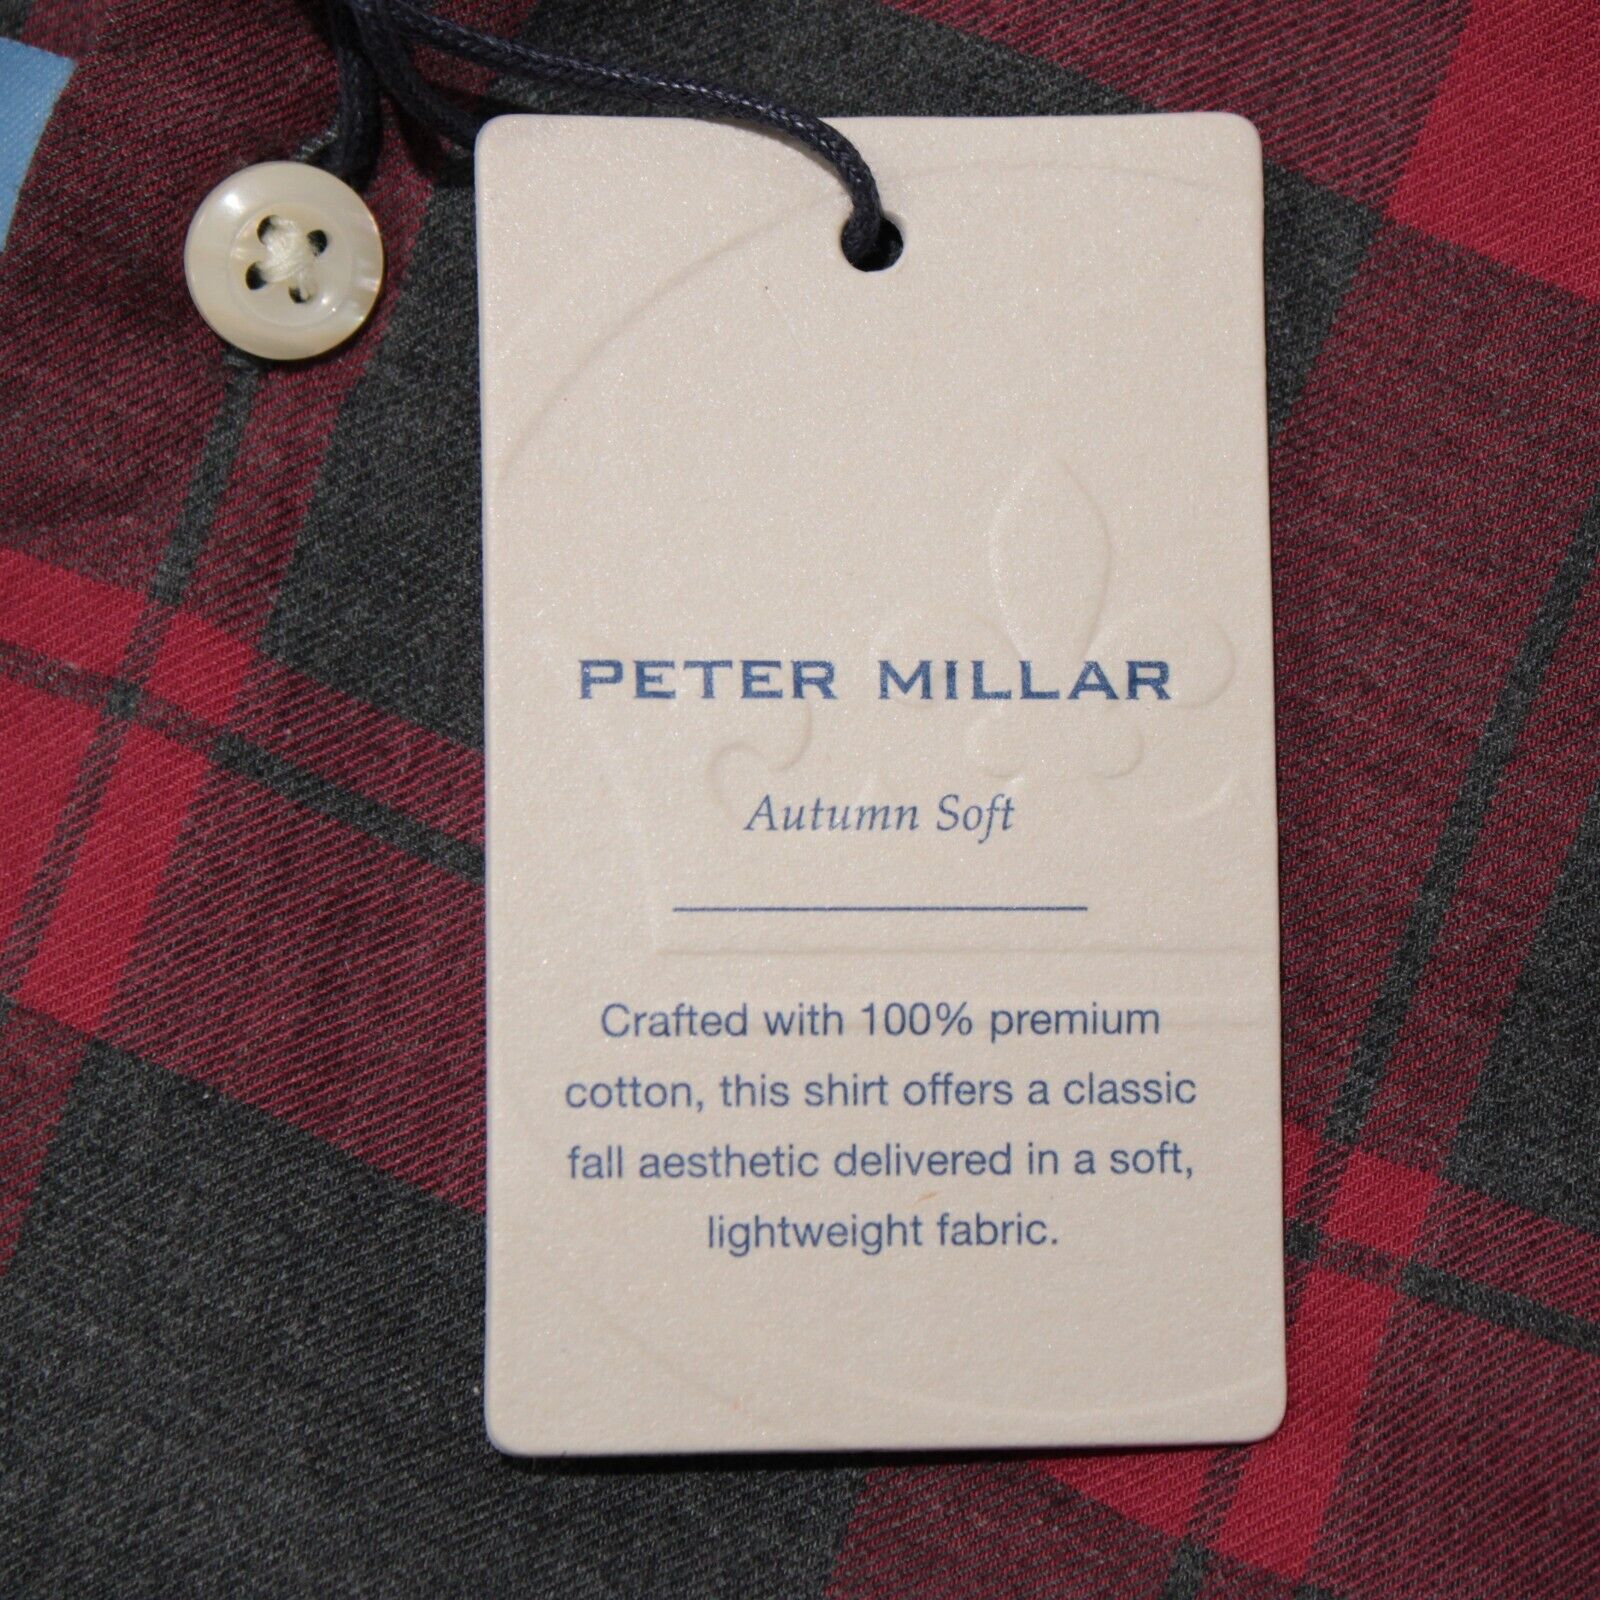 PETER MILLAR
Autumn Soft
Crafted with 100% premium
cotton, this shirt offers a classic
fall aesthetic delivered in a soft,
lightweight fabric.